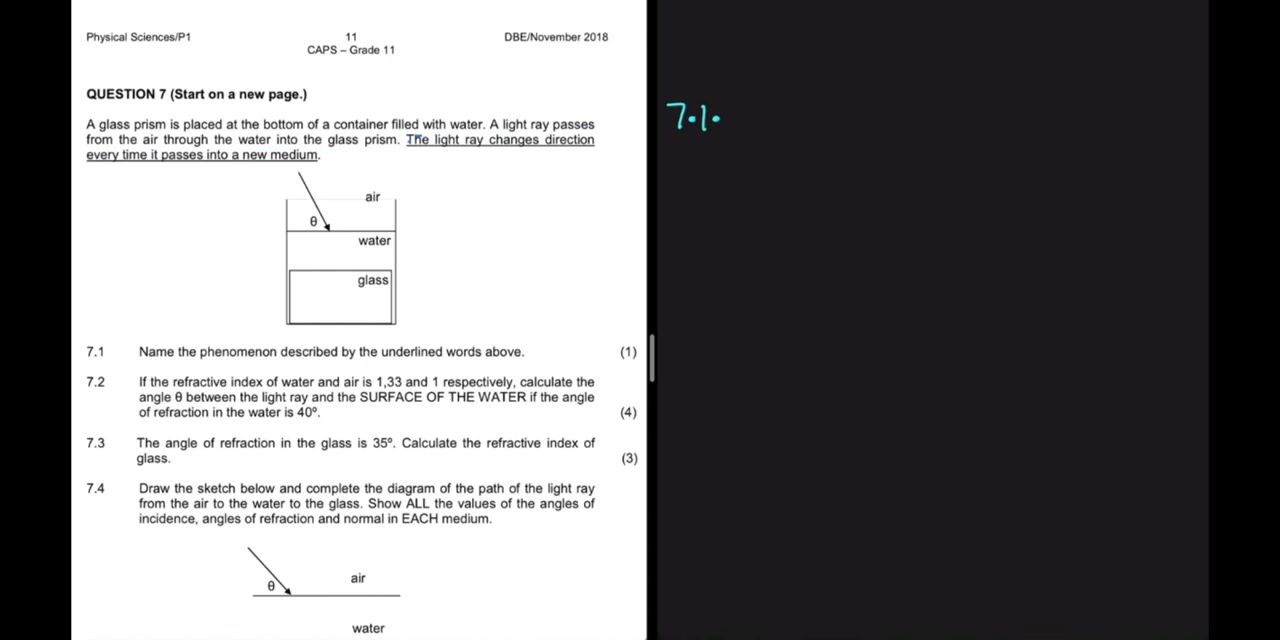 Physical Sciences/P1 11 DBE/November 2018
CAPS – Grade 11
QUESTION 7 (Start on a new page.)
A glass prism is placed at the bottom of a container filled with water. A light ray passes
from the air through the water into the glass prism. The light ray changes direction
every time it passes into a new medium.
air
θ
water
glass
7.1 Name the phenomenon described by the underlined words above. (1)
7.2 If the refractive index of water and air is 1,33 and 1 respectively, calculate the
angle θ between the light ray and the SURFACE OF THE WATER if the angle
of refraction in the water is 40º. (4)
7.3 The angle of refraction in the glass is 35º. Calculate the refractive index of
glass. (3)
7.4 Draw the sketch below and complete the diagram of the path of the light ray
from the air to the water to the glass. Show ALL the values of the angles of
incidence, angles of refraction and normal in EACH medium.
air
θ
water
7.1.